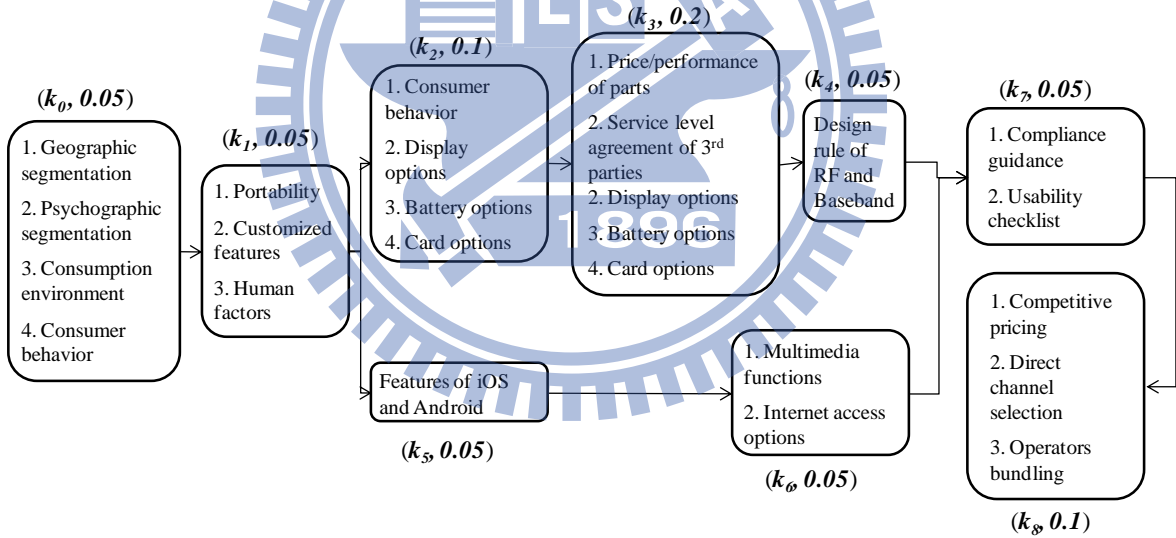 (k0, 0.05)
1. Geographic
segmentation
2. Psychographic
segmentation
3. Consumption
environment
4. Consumer
behavior
(k1, 0.05)
1. Portability
2. Customized
features
3. Human
factors
(k2, 0.1)
1. Consumer
behavior
2. Display
options
3. Battery options
4. Card options
(k3, 0.2)
1. Price/performance
of parts
2. Service level
agreement of 3rd
parties
2. Display options
3. Battery options
4. Card options
(k4, 0.05)
Design
rule of
RF and
Baseband
Features of iOS
and Android
(k5, 0.05)
1. Multimedia
functions
2. Internet access
options
(k6, 0.05)
(k7, 0.05)
1. Compliance
guidance
2. Usability
checklist
1. Competitive
pricing
2. Direct
channel
selection
3. Operators
bundling
(k8, 0.1)
1896